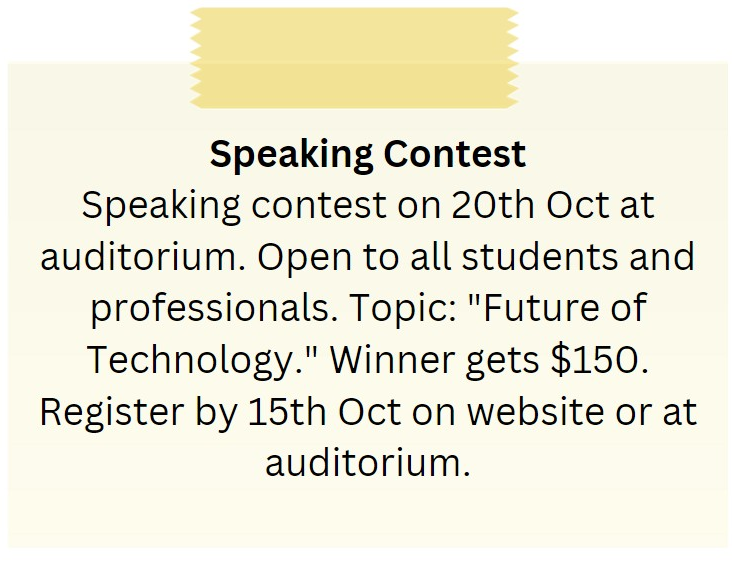 Speaking Contest
Speaking contest on 20th Oct at
auditorium. Open to all students and
professionals. Topic: "Future of
Technology." Winner gets $150.
Register by 15th Oct on website or at
auditorium.